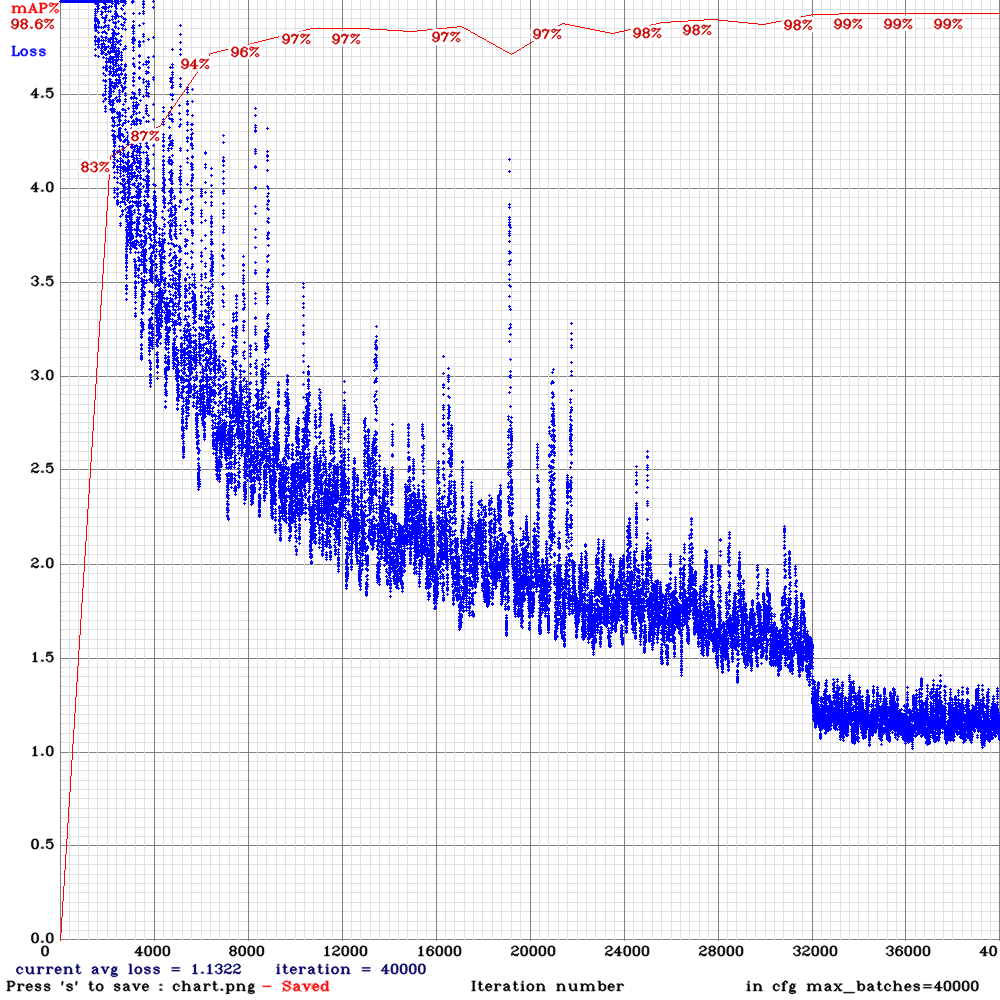 mAP%
98.6%
Loss
97% 97% 97% 97% 98% 98% 98% 99% 99% 99%
96%
94%
87%
83%
4.5
4.0
3.5
3.0
2.5
2.0
1.5
1.0
0.5
0.0
0 4000 8000 12000 16000 20000 24000 28000 32000 36000 40
current avg loss = 1.1322 iteration = 40000
Press 's' to save : chart.png - Saved Iteration number in cfg max_batches=40000